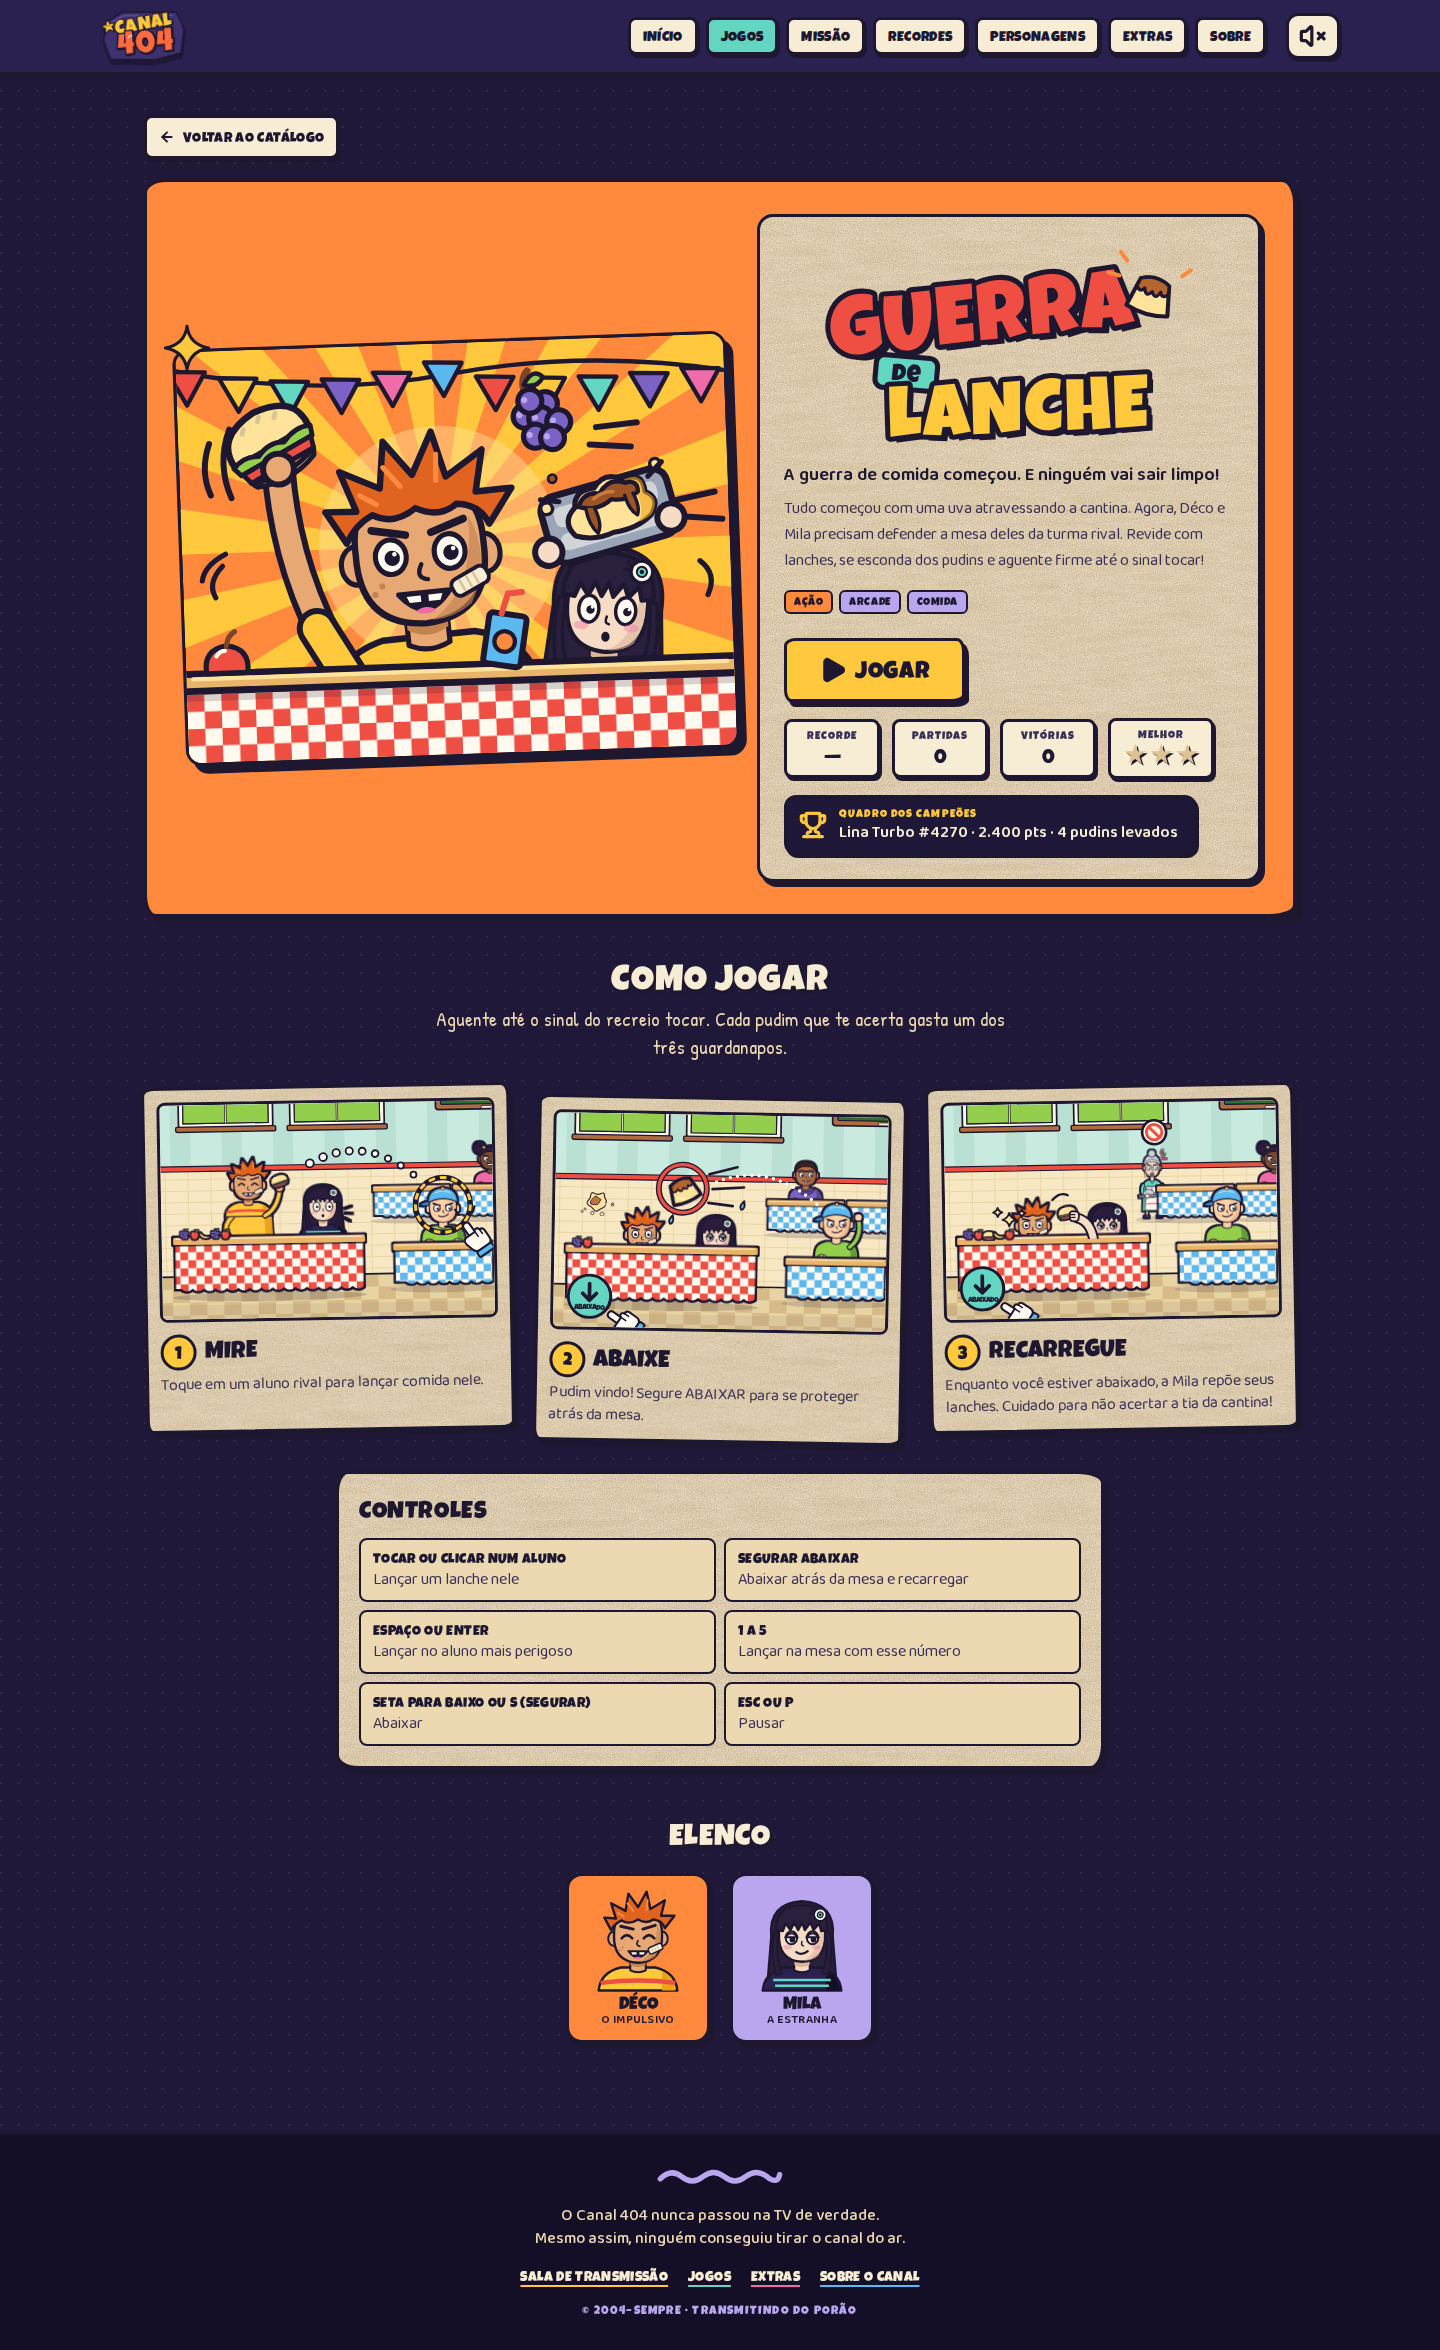 CANAL
404
INÍCIO
JOGOS
MISSÃO
RECORDES
PERSONAGENS
EXTRAS
SOBRE
VOLTAR AO CATÁLOGO
GUERRA
De
LANCHE
A guerra de comida começou. E ninguém vai sair limpo!
Tudo começou com uma uva atravessando a cantina. Agora, Déco e
Mila precisam defender a mesa deles da turma rival. Revide com
lanches, se esconda dos pudins e aguente firme até o sinal tocar!
AÇÃO
ARCADE
COMIDA
JOGAR
RECORDE
—
PARTIDAS
0
VITÓRIAS
0
MELHOR
QUADRO DOS CAMPEÕES
Lina Turbo #4270 · 2.400 pts · 4 pudins levados
COMO JOGAR
Aguente até o sinal do recreio tocar. Cada pudim que te acerta gasta um dos
três guardanapos.
1 MIRE
Toque em um aluno rival para lançar comida nele.
ABAIXADO
2 ABAIXE
Pudim vindo! Segure ABAIXAR para se proteger
atrás da mesa.
ABAIXADO
3 RECARREGUE
Enquanto você estiver abaixado, a Mila repõe seus
lanches. Cuidado para não acertar a tia da cantina!
CONTROLES
TOCAR OU CLICAR NUM ALUNO
Lançar um lanche nele
SEGURAR ABAIXAR
Abaixar atrás da mesa e recarregar
ESPAÇO OU ENTER
Lançar no aluno mais perigoso
1 A 5
Lançar na mesa com esse número
SETA PARA BAIXO OU S (SEGURAR)
Abaixar
ESC OU P
Pausar
ELENCO
DÉCO
O IMPULSIVO
MILA
A ESTRANHA
O Canal 404 nunca passou na TV de verdade.
Mesmo assim, ninguém conseguiu tirar o canal do ar.
SALA DE TRANSMISSÃO
JOGOS
EXTRAS
SOBRE O CANAL
© 2004–SEMPRE · TRANSMITINDO DO PORÃO